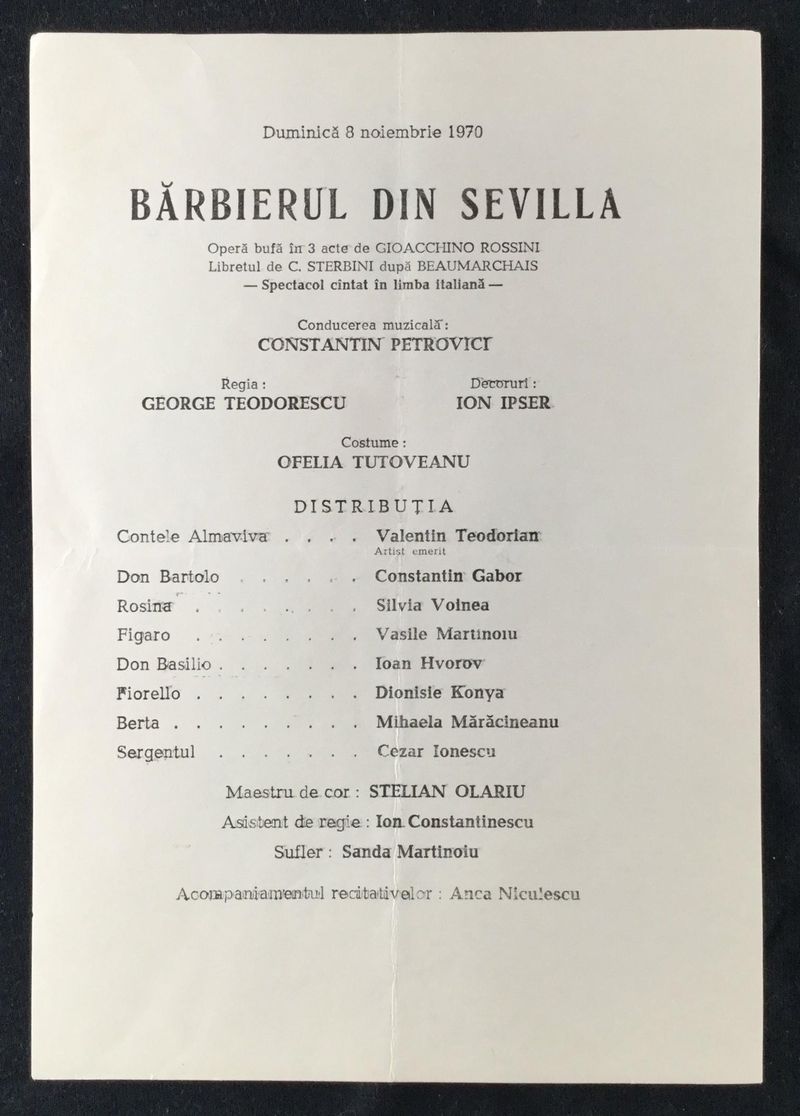 Duminică 8 noiembrie 1970
BĂRBIERUL DIN SEVILLA
Operă bufă în 3 acte de GIOACCHINO ROSSINI
Libretul de C. STERBINI după BEAUMARCHAIS
— Spectacol cîntat în limba italiană —
Conducerea muzicală:
CONSTANTIN PETROVICI
Regia :
GEORGE TEODORESCU
Decoruri :
ION IPSER
Costume :
OFELIA TUTOVEANU
DISTRIBUȚIA
Contele Almaviva . . . . Valentin Teodorian
Artist emerit
Don Bartolo . . . . . . Constantin Gabor
Rosina . . . . . . . Silvia Voinea
Figaro . . . . . . . . Vasile Martinoiu
Don Basilio . . . . . . . Ioan Hvorov
Fiorello . . . . . . . . Dionisie Konya
Berta . . . . . . . . . Mihaela Mărăcineanu
Sergentul . . . . . . . Cezar Ionescu
Maestru de cor : STELIAN OLARIU
Asistent de regie : Ion Constantinescu
Sufler : Sanda Martinoiu
Acompaniamentul recitativelor : Anca Niculescu